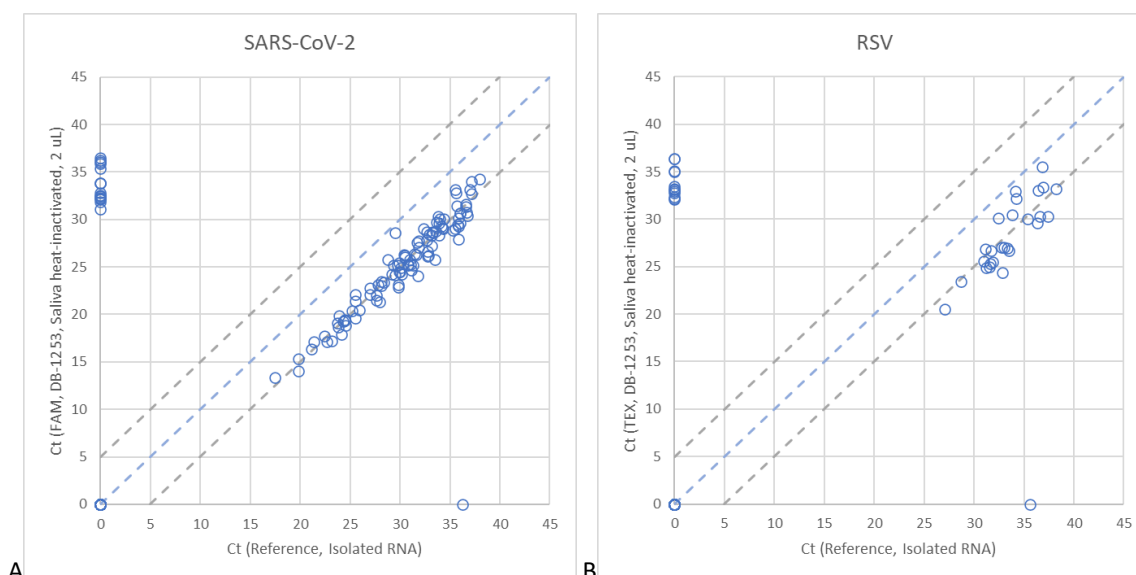 SARS-CoV-2
45
40
35
30
25
20
15
10
5
0
0 5 10 15 20 25 30 35 40 45
Ct (FAM, DB-1253, Saliva heat-inactivated, 2 uL)
Ct (Reference, Isolated RNA)
A
RSV
45
40
35
30
25
20
15
10
5
0
0 5 10 15 20 25 30 35 40 45
Ct (TEX, DB-1253, Saliva heat-inactivated, 2 uL)
Ct (Reference, Isolated RNA)
B